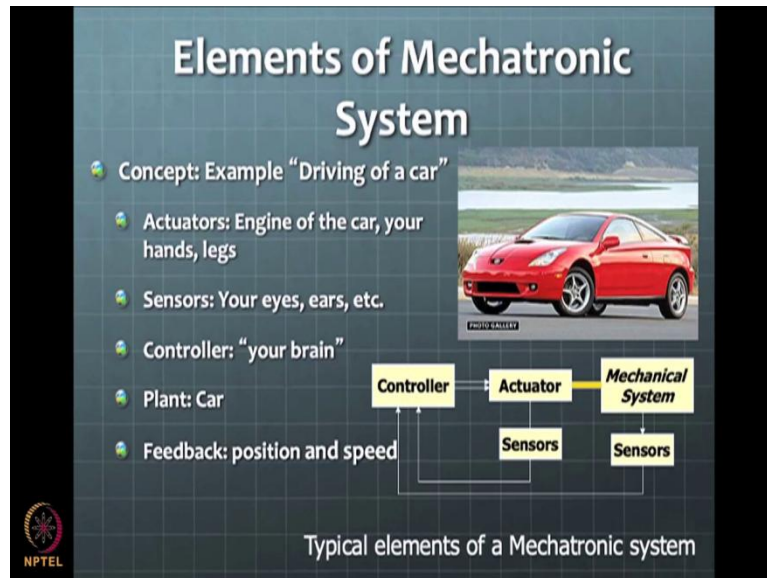 Elements of Mechatronic
System
Concept: Example “Driving of a car”
Actuators: Engine of the car, your
hands, legs
Sensors: Your eyes, ears, etc.
Controller: “your brain”
Plant: Car
Feedback: position and speed
PHOTO GALLERY
Controller
Actuator
Mechanical
System
Sensors
Sensors
Typical elements of a Mechatronic system
NPTEL